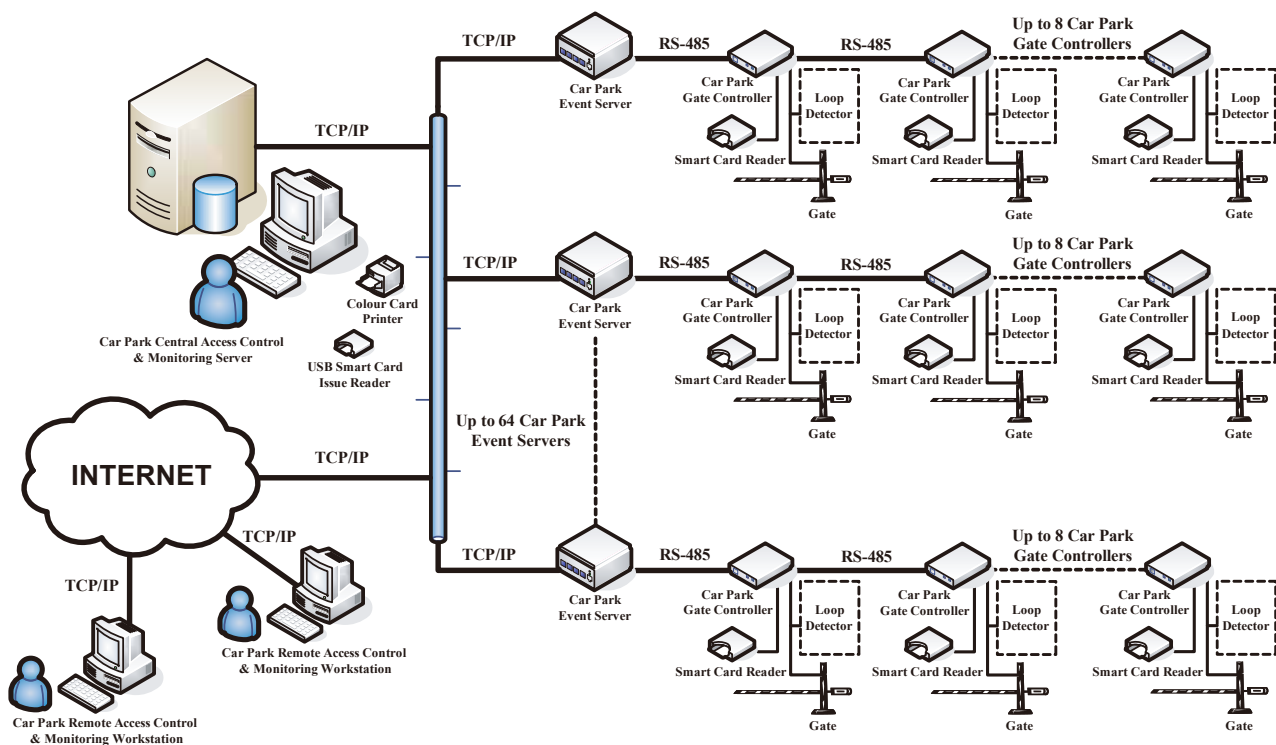 TCP/IP
RS-485
RS-485
Up to 8 Car Park
Gate Controllers
Car Park
Event Server
Car Park
Gate Controller
Loop
Detector
Smart Card Reader
Gate
Car Park
Gate Controller
Loop
Detector
Smart Card Reader
Gate
Car Park
Gate Controller
Loop
Detector
Smart Card Reader
Gate
TCP/IP
Colour Card
Printer
Car Park Central Access Control
& Monitoring Server
USB Smart Card
Issue Reader
TCP/IP
RS-485
RS-485
Up to 8 Car Park
Gate Controllers
Car Park
Event Server
Car Park
Gate Controller
Loop
Detector
Smart Card Reader
Gate
Car Park
Gate Controller
Loop
Detector
Smart Card Reader
Gate
Car Park
Gate Controller
Loop
Detector
Smart Card Reader
Gate
Up to 64 Car Park
Event Servers
INTERNET
TCP/IP
TCP/IP
TCP/IP
Car Park Remote Access Control
& Monitoring Workstation
Car Park Remote Access Control
& Monitoring Workstation
TCP/IP
RS-485
RS-485
Up to 8 Car Park
Gate Controllers
Car Park
Event Server
Car Park
Gate Controller
Loop
Detector
Smart Card Reader
Gate
Car Park
Gate Controller
Loop
Detector
Smart Card Reader
Gate
Car Park
Gate Controller
Loop
Detector
Smart Card Reader
Gate